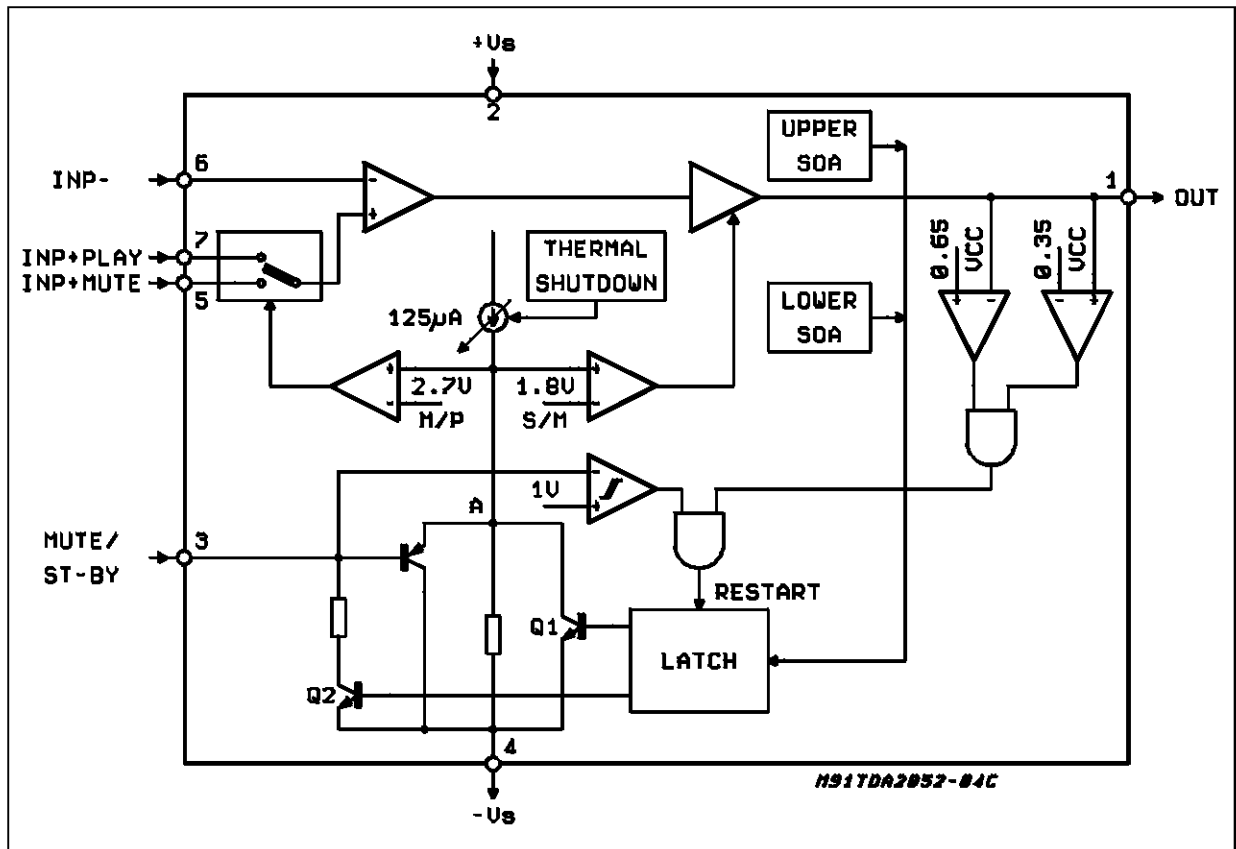 +Vs
2
UPPER
SOA
6
INP-
1
OUT
7
INP+PLAY
INP+MUTE
5
THERMAL
SHUTDOWN
0.65
VCC
0.35
VCC
125µA
LOWER
SOA
2.7V
M/P
1.8V
S/M
1V
A
MUTE/
ST-BY
3
RESTART
Q1
LATCH
Q2
4
-Vs
M91TDA2052-04C
- + + - + - - + + - - +